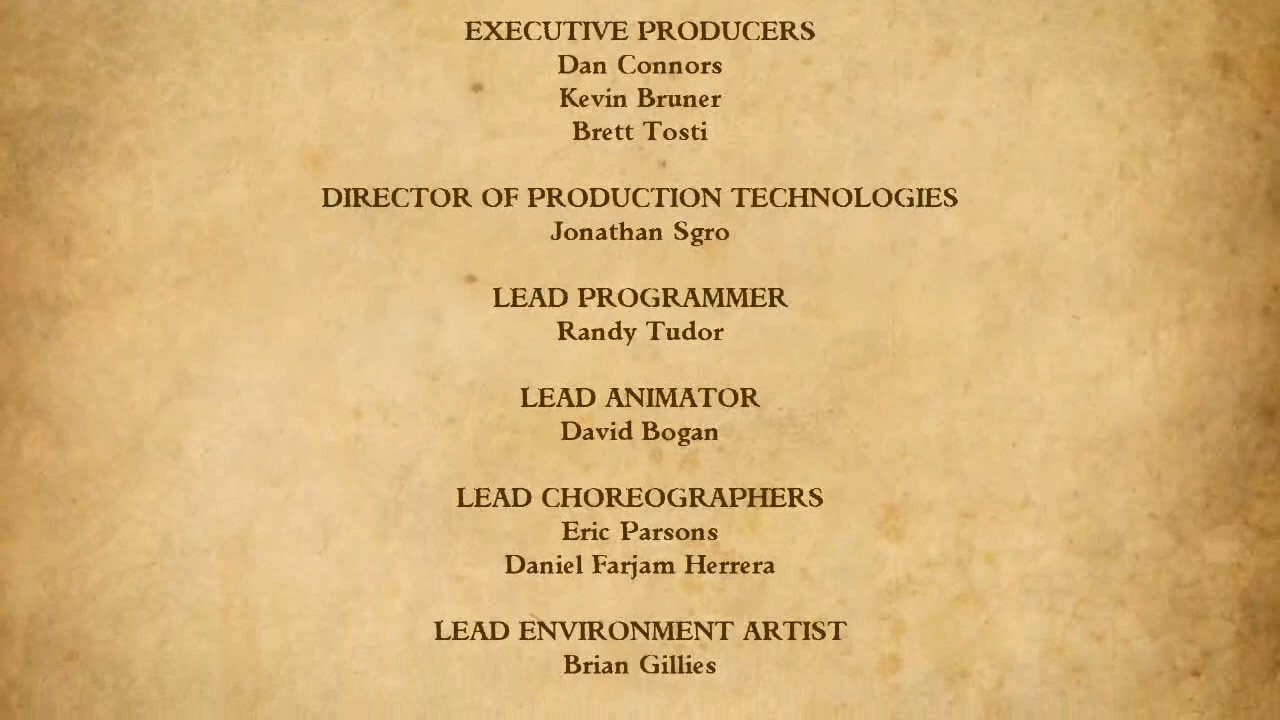 EXECUTIVE PRODUCERS
Dan Connors
Kevin Bruner
Brett Tosti
DIRECTOR OF PRODUCTION TECHNOLOGIES
Jonathan Sgro
LEAD PROGRAMMER
Randy Tudor
LEAD ANIMATOR
David Bogan
LEAD CHOREOGRAPHERS
Eric Parsons
Daniel Farjam Herrera
LEAD ENVIRONMENT ARTIST
Brian Gillies